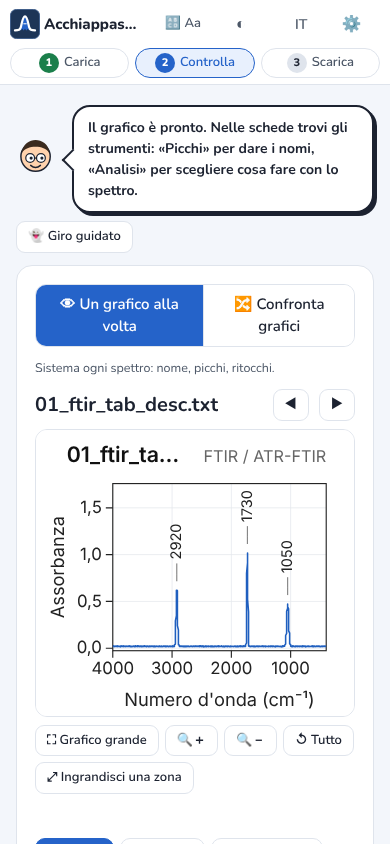 Acchiappas...
🔠 Aa
IT
1 Carica
2 Controlla
3 Scarica
Il grafico è pronto. Nelle schede trovi gli
strumenti: «Picchi» per dare i nomi,
«Analisi» per scegliere cosa fare con lo
spettro.
👻 Giro guidato
👁 Un grafico alla
volta
🔀 Confronta
grafici
Sistema ogni spettro: nome, picchi, ritocchi.
01_ftir_tab_desc.txt
◀ ▶
01_ftir_ta...
FTIR / ATR-FTIR
Assorbanza
1,5
1,0
0,5
0,0
2920
1730
1050
4000 3000 2000 1000
Numero d'onda (cm⁻¹)
⛶ Grafico grande
🔍 +
🔍 −
↺ Tutto
⤢ Ingrandisci una zona